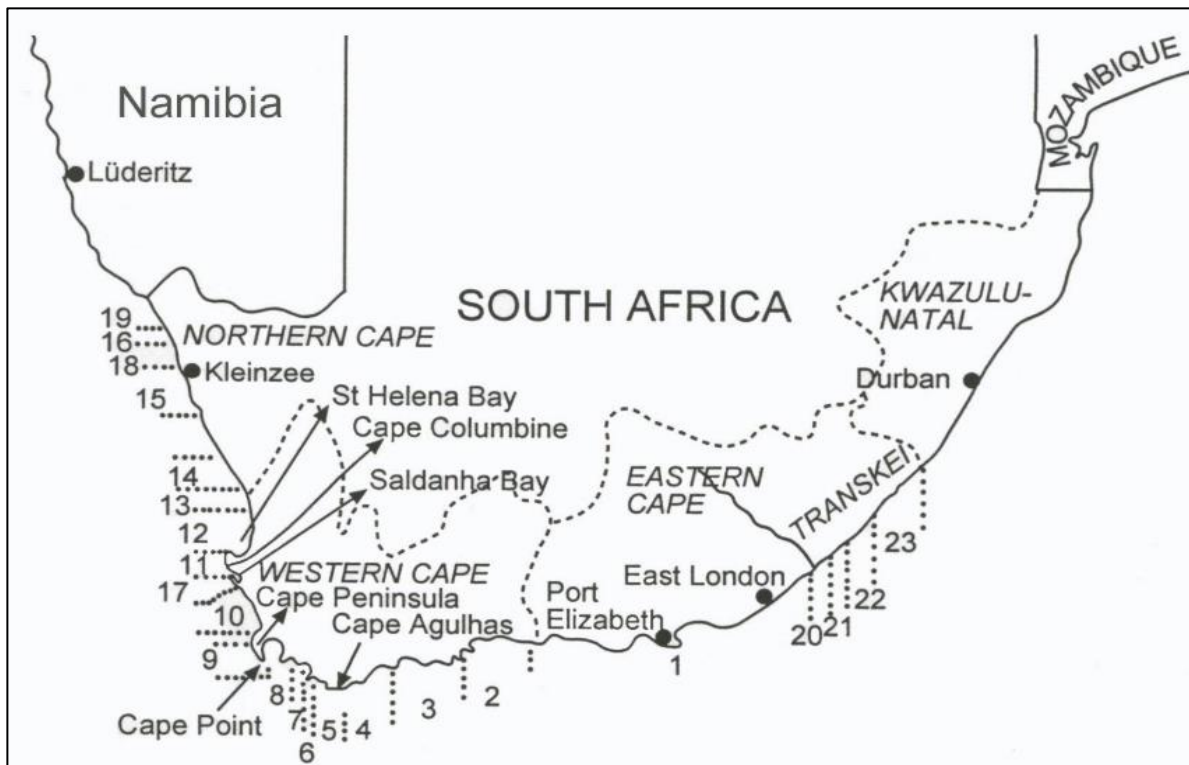 Namibia
MOZAMBIQUE
Lüderitz
SOUTH AFRICA
KWAZULU-
NATAL
19
NORTHERN CAPE
16
18
Kleinzee
Durban
15
St Helena Bay
Cape Columbine
14
Saldanha Bay
EASTERN
CAPE
TRANSKEI
13
12
23
11
WESTERN CAPE
East London
17
Cape Peninsula
Port
Elizabeth
22
10
Cape Agulhas
20
21
9
1
8
7
5
4
3
2
Cape Point
6